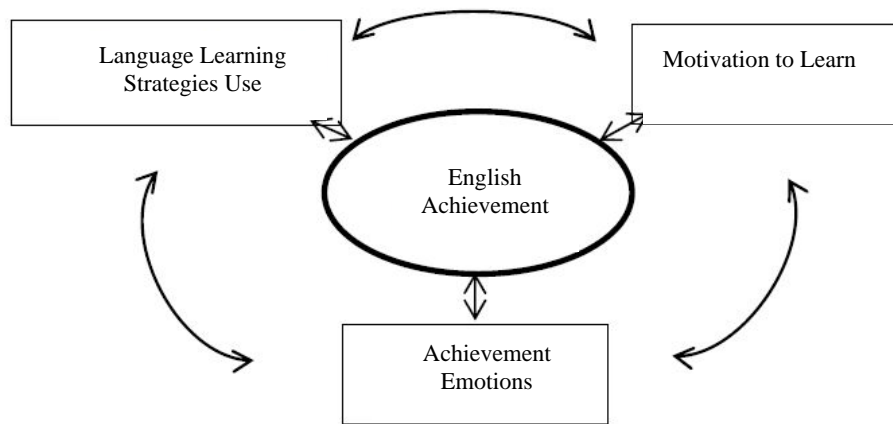 Language Learning
Strategies Use
Motivation to Learn
English
Achievement
Achievement
Emotions